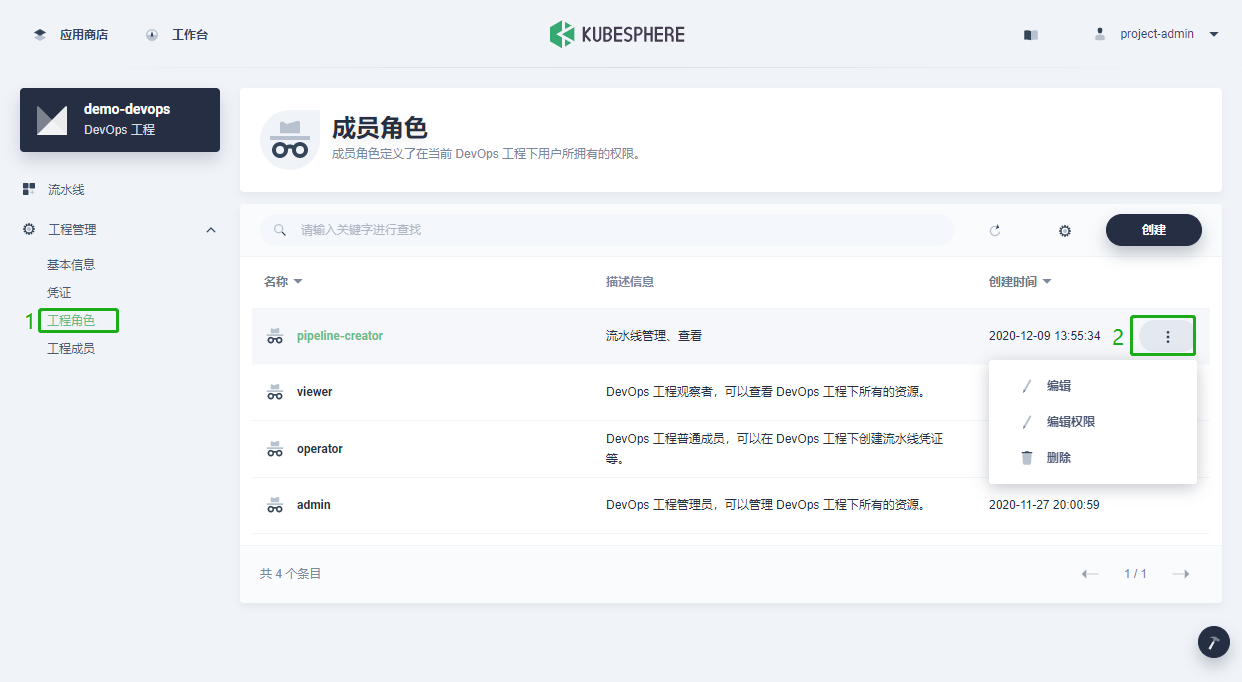 应用商店
工作台
KUBESPHERE
project-admin
demo-devops
DevOps 工程
流水线
工程管理
基本信息
凭证
1
工程角色
工程成员
成员角色
成员角色定义了在当前 DevOps 工程下用户所拥有的权限。
请输入关键字进行查找
创建
名称
描述信息
创建时间
pipeline-creator
流水线管理、查看
2020-12-09 13:55:34
2
编辑
编辑权限
删除
viewer
DevOps 工程观察者，可以查看 DevOps 工程下所有的资源。
operator
DevOps 工程普通成员，可以在 DevOps 工程下创建流水线凭证
等。
admin
DevOps 工程管理员，可以管理 DevOps 工程下所有的资源。
2020-11-27 20:00:59
共 4 个条目
1 / 1